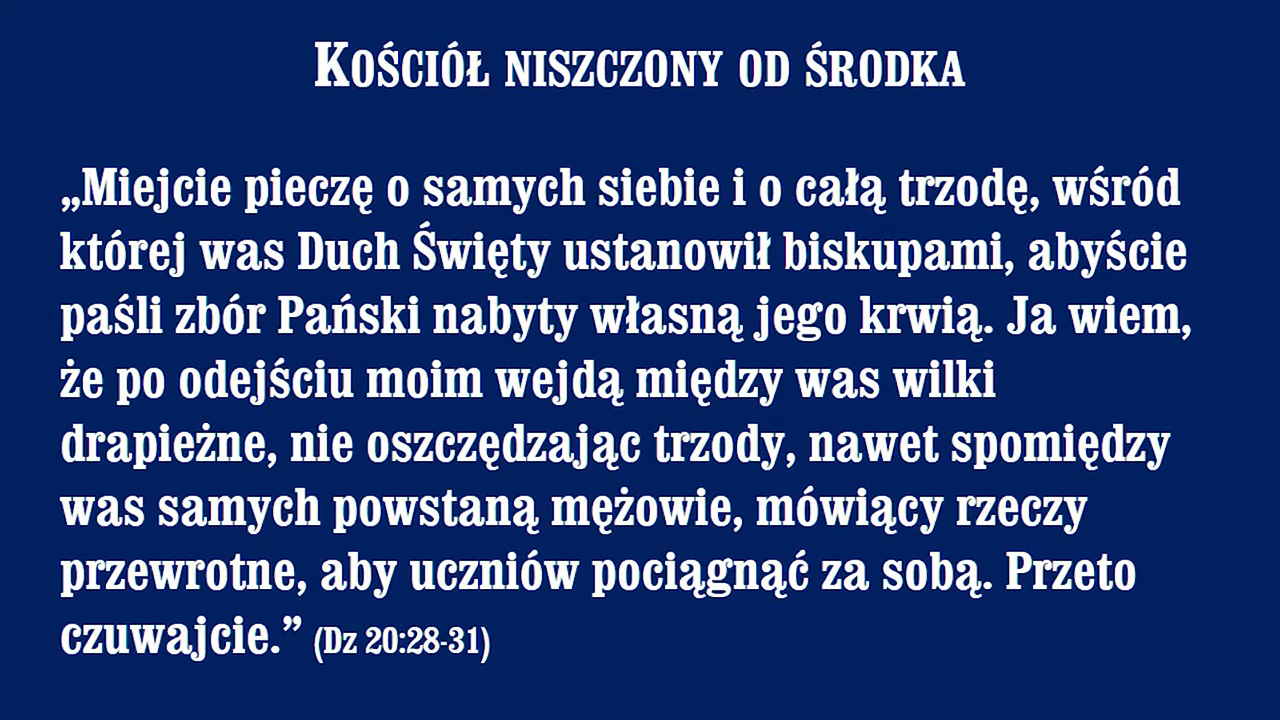 KOŚCIÓŁ NISZCZONY OD ŚRODKA
„Miejcie pieczę o samych siebie i o całą trzodę, wśród
której was Duch Święty ustanowił biskupami, abyście
paśli zbór Pański nabyty własną jego krwią. Ja wiem,
że po odejściu moim wejdą między was wilki
drapieżne, nie oszczędzając trzody, nawet spomiędzy
was samych powstaną mężowie, mówiący rzeczy
przewrotne, aby uczniów pociągnąć za sobą. Przeto
czuwajcie.” (Dz 20:28-31)